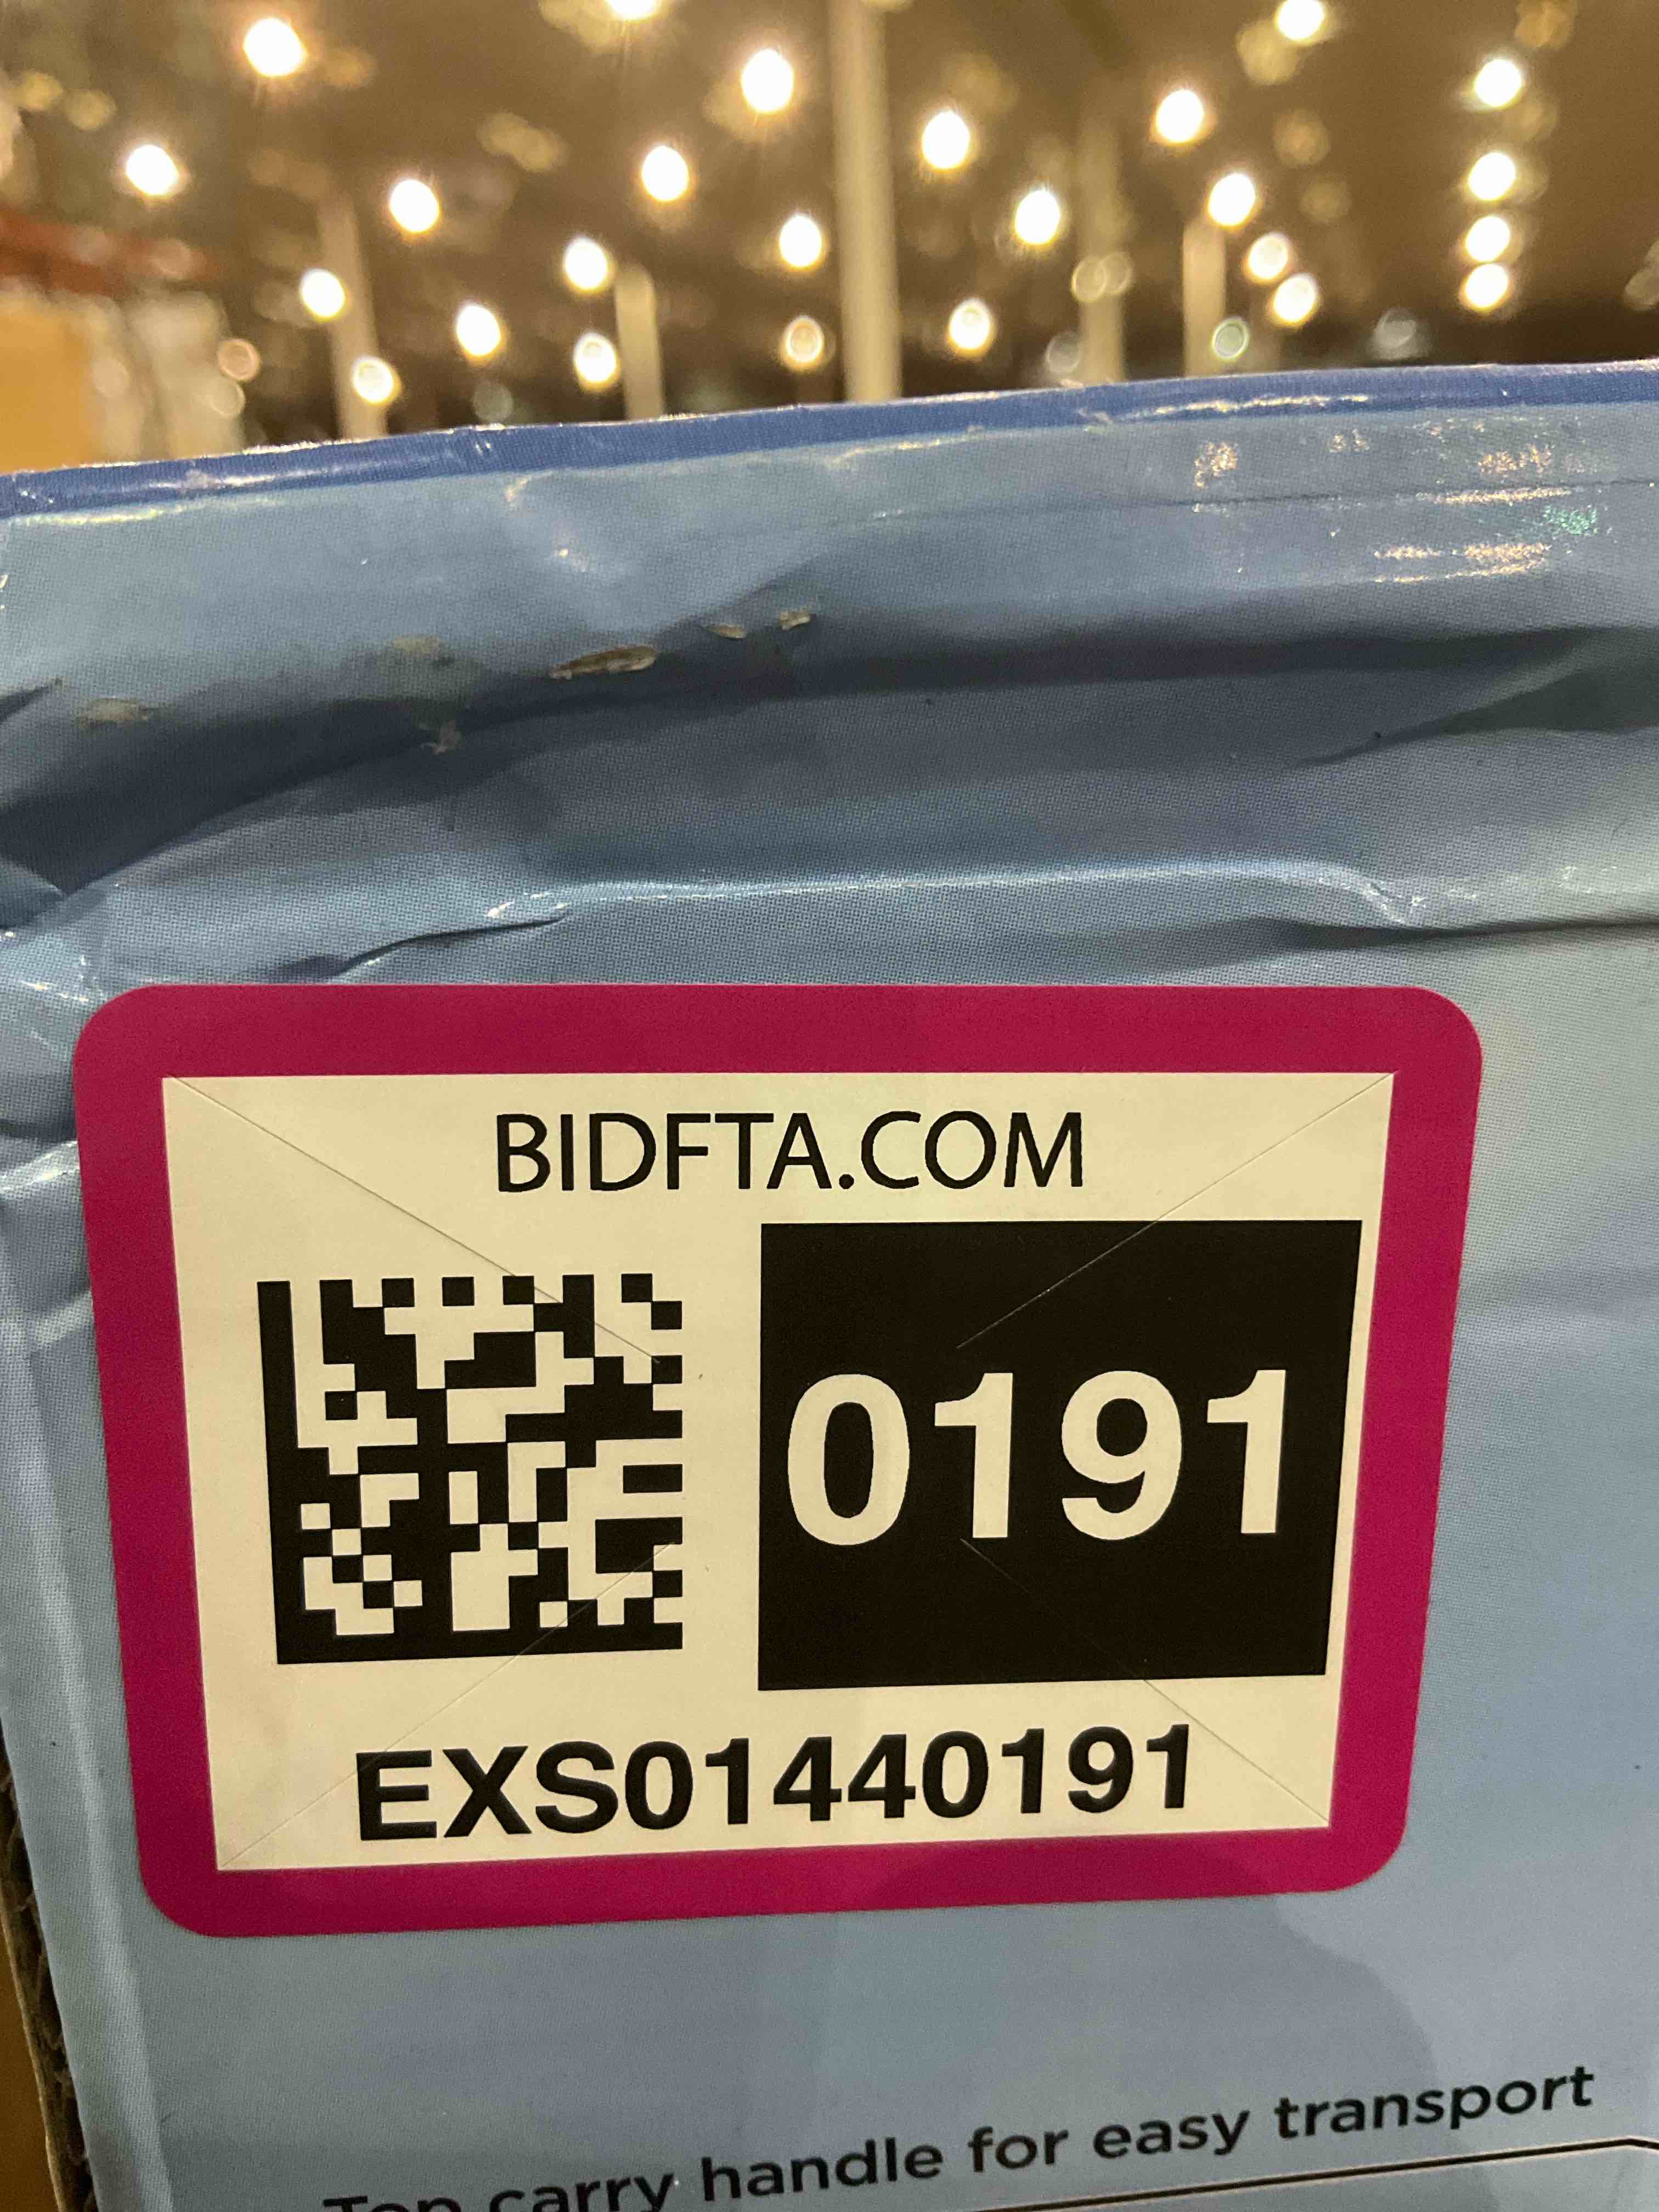 BIDFTA.COM
0191
EXS01440191
Top carry handle for easy transport